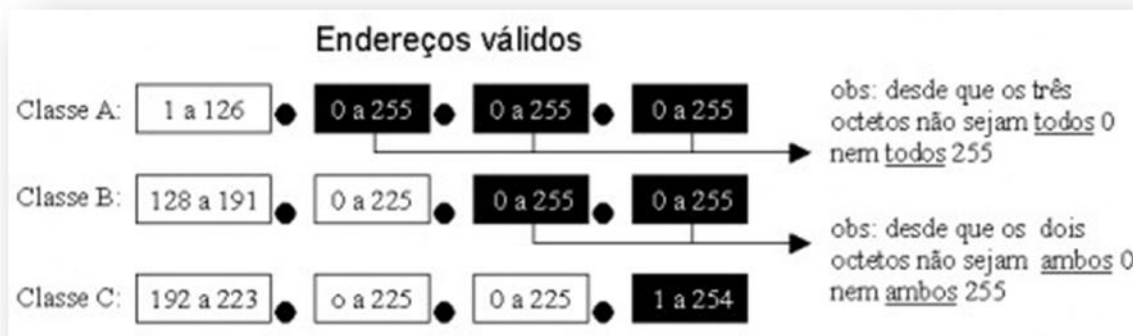 Endereços válidos
Classe A: 1 a 126 0 a 255 0 a 255 0 a 255
obs: desde que os três
octetos não sejam todos 0
nem todos 255
Classe B: 128 a 191 0 a 225 0 a 255 0 a 255
obs: desde que os dois
octetos não sejam ambos 0
nem ambos 255
Classe C: 192 a 223 o a 225 0 a 225 1 a 254